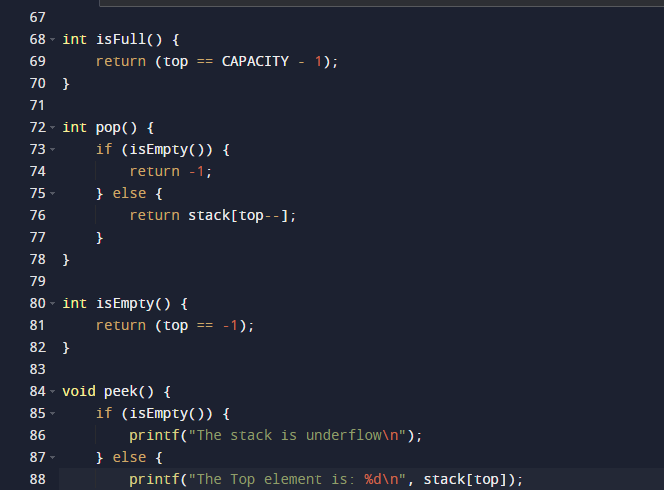 67
68 int isFull() {
69     return (top == CAPACITY - 1);
70 }
71
72 int pop() {
73     if (isEmpty()) {
74         return -1;
75     } else {
76         return stack[top--];
77     }
78 }
79
80 int isEmpty() {
81     return (top == -1);
82 }
83
84 void peek() {
85     if (isEmpty()) {
86         printf("The stack is underflow\n");
87     } else {
88         printf("The Top element is: %d\n", stack[top]);